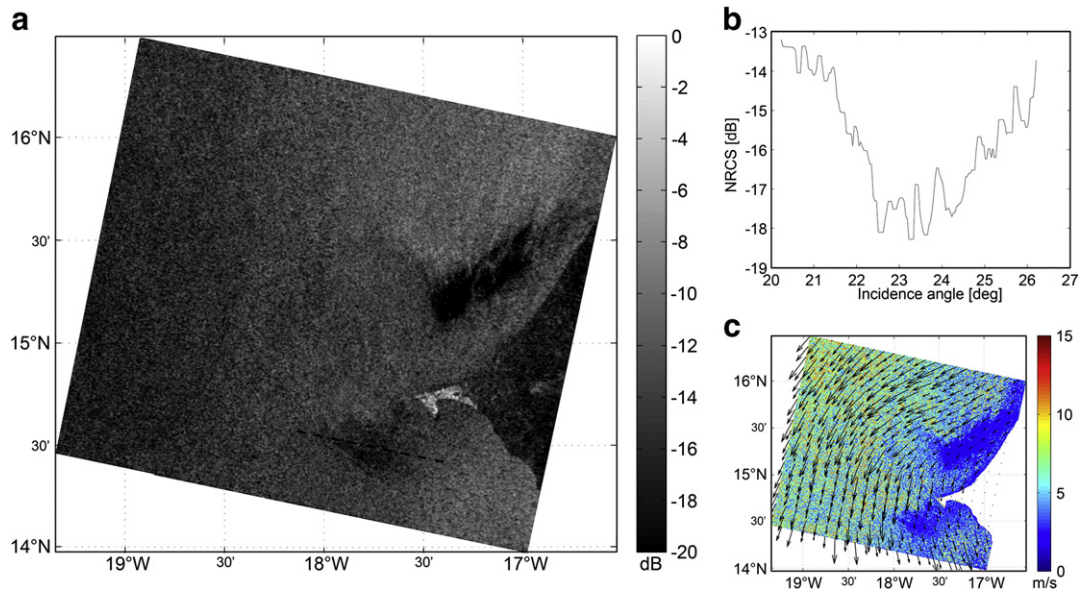 a
16°N
30'
15°N
30'
14°N
19°W
30'
18°W
30'
17°W
0
-2
-4
-6
-8
-10
-12
-14
-16
-18
-20
dB
b
-13
-14
-15
-16
-17
-18
-19
NRCS [dB]
20
21
22
23
24
25
26
27
Incidence angle [deg]
c
16°N
30'
15°N
30'
14°N
19°W
30'
18°W
30'
17°W
15
10
5
0
m/s